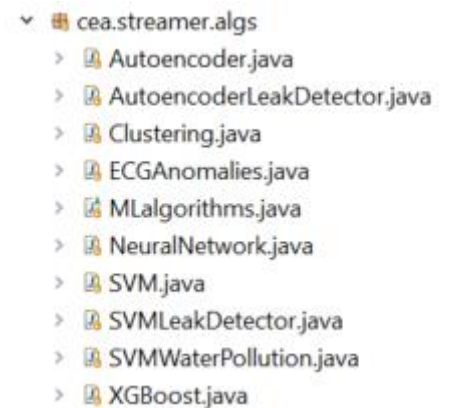 cea.streamer.algs
Autoencoder.java
AutoencoderLeakDetector.java
Clustering.java
ECGAnomalies.java
MLalgorithms.java
NeuralNetwork.java
SVM.java
SVMLeakDetector.java
SVMWaterPollution.java
XGBoost.java